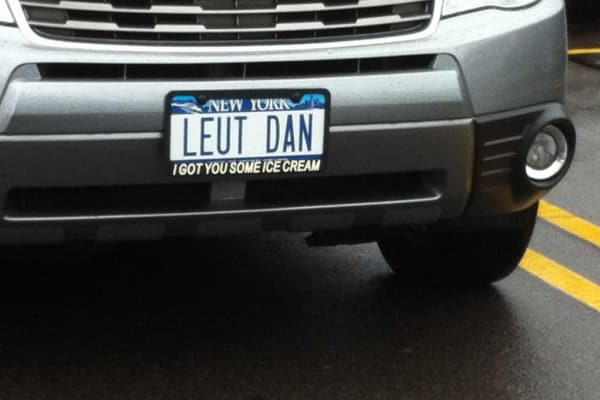 NEW YORK
LEUT DAN
I GOT YOU SOME ICE CREAM